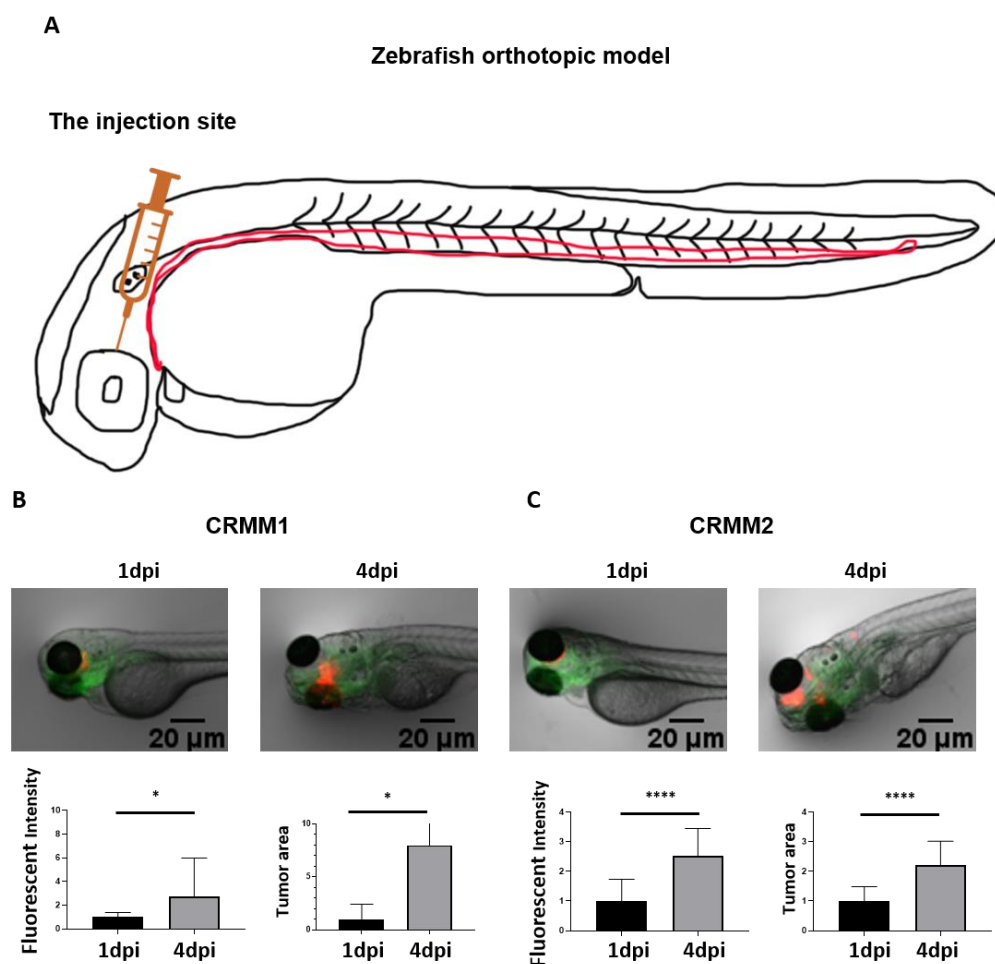 A
Zebrafish orthotopic model
The injection site
B
CRMM1
1dpi
4dpi
20 µm
20 µm
Fluorescent Intensity
10
8
6
4
2
0
*
1dpi
4dpi
Tumor area
10
5
0
*
1dpi
4dpi
C
CRMM2
1dpi
4dpi
20 µm
20 µm
Fluorescent Intensity
4
3
2
1
0
****
1dpi
4dpi
Tumor area
4
3
2
1
0
****
1dpi
4dpi